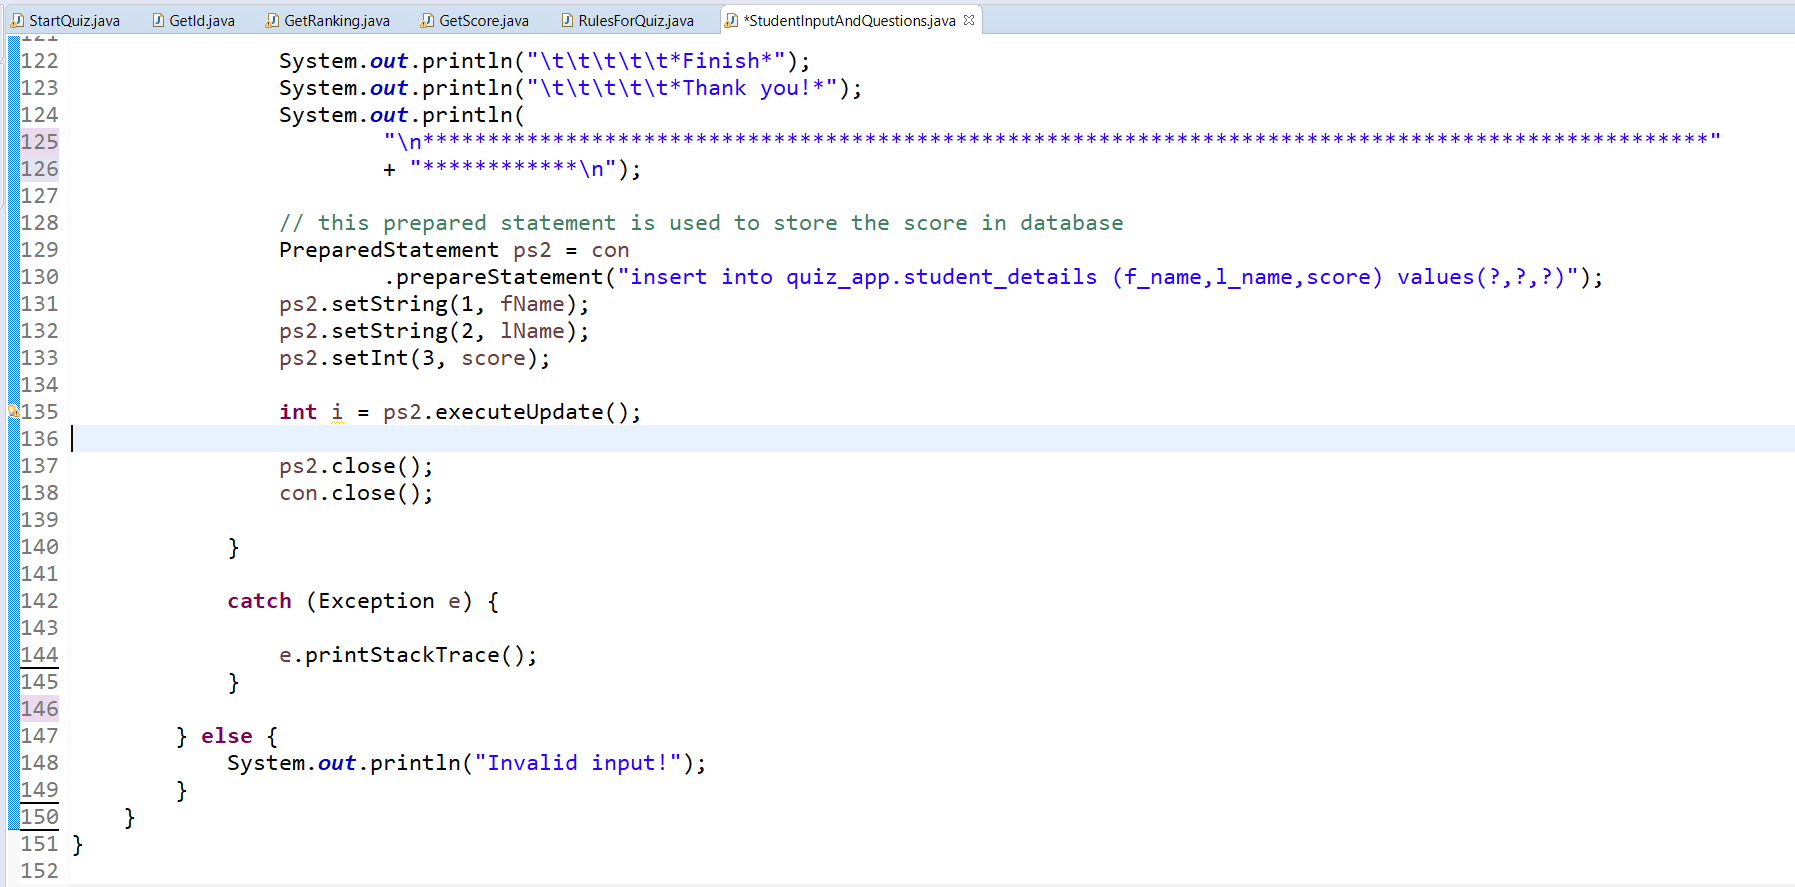 StartQuiz.java GetId.java GetRanking.java GetScore.java RulesForQuiz.java *StudentInputAndQuestions.java
121
122 System.out.println("\t\t\t\t\t*Finish*");
123 System.out.println("\t\t\t\t\t*Thank you!*");
124 System.out.println(
125 "\n***************************************************************************************************"
126 + "************\n");
127
128 // this prepared statement is used to store the score in database
129 PreparedStatement ps2 = con
130 .prepareStatement("insert into quiz_app.student_details (f_name,l_name,score) values(?,?,?)");
131 ps2.setString(1, fName);
132 ps2.setString(2, lName);
133 ps2.setInt(3, score);
134
135 int i = ps2.executeUpdate();
136
137 ps2.close();
138 con.close();
139
140 }
141
142 catch (Exception e) {
143
144 e.printStackTrace();
145 }
146
147 } else {
148 System.out.println("Invalid input!");
149 }
150 }
151 }
152